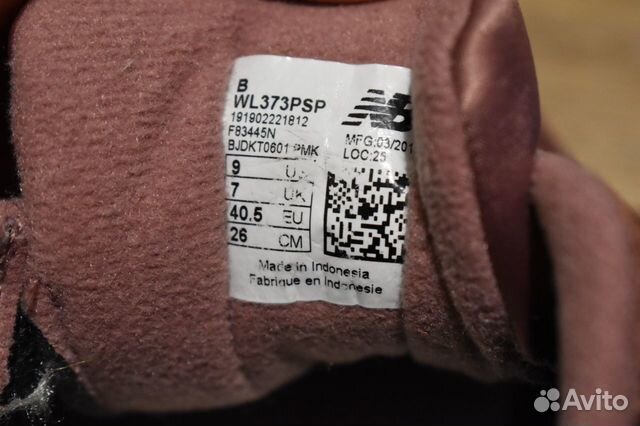 B
WL373PSP
191902221812
F83445N
BJDKT0601 PMK
9 US
7 UK
40.5 EU
26 CM
NB
MFG:03/201
LOC:25
Made in Indonesia
Fabrique en Indonesie
Avito